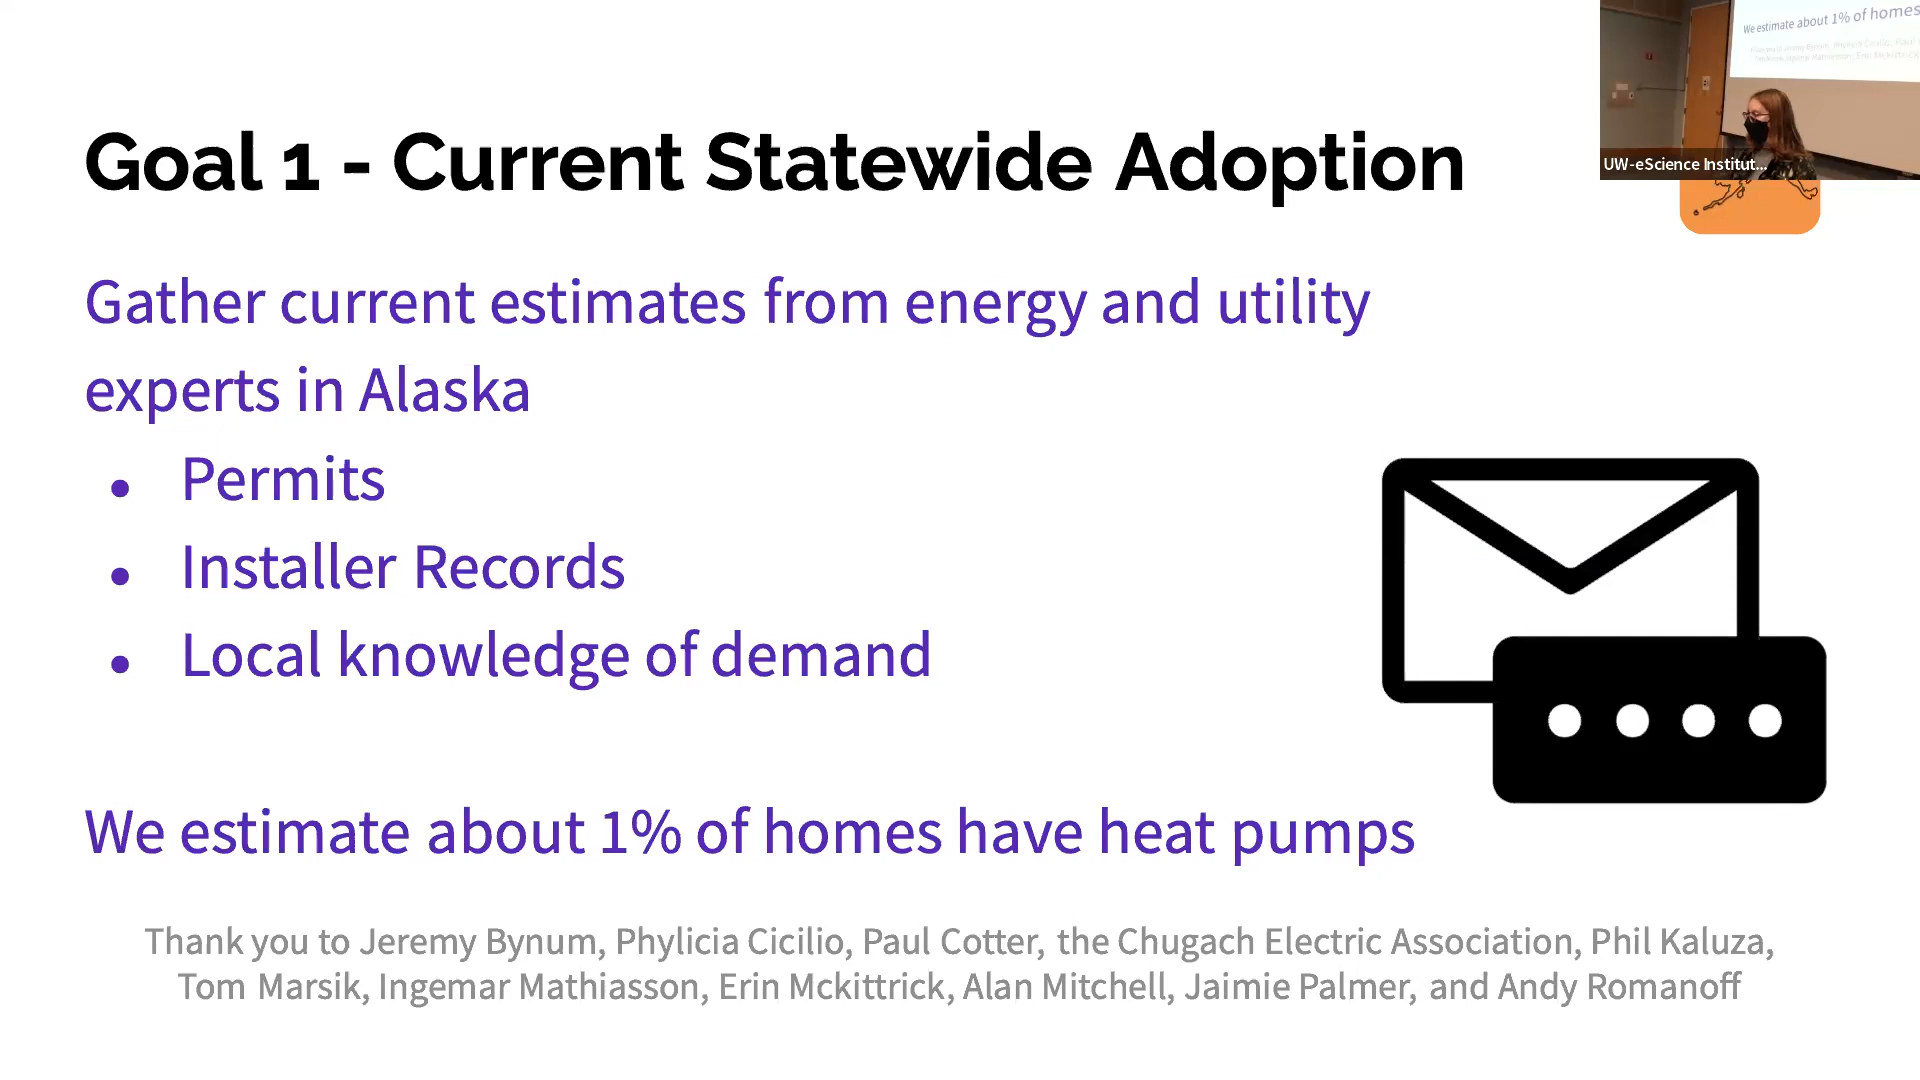 Goal 1 - Current Statewide Adoption
Gather current estimates from energy and utility
experts in Alaska
• Permits
• Installer Records
• Local knowledge of demand
We estimate about 1% of homes have heat pumps
Thank you to Jeremy Bynum, Phylicia Cicilio, Paul Cotter, the Chugach Electric Association, Phil Kaluza,
Tom Marsik, Ingemar Mathiasson, Erin Mckittrick, Alan Mitchell, Jaimie Palmer, and Andy Romanoff
We estimate about 1% of homes
UW-eScience Institut...